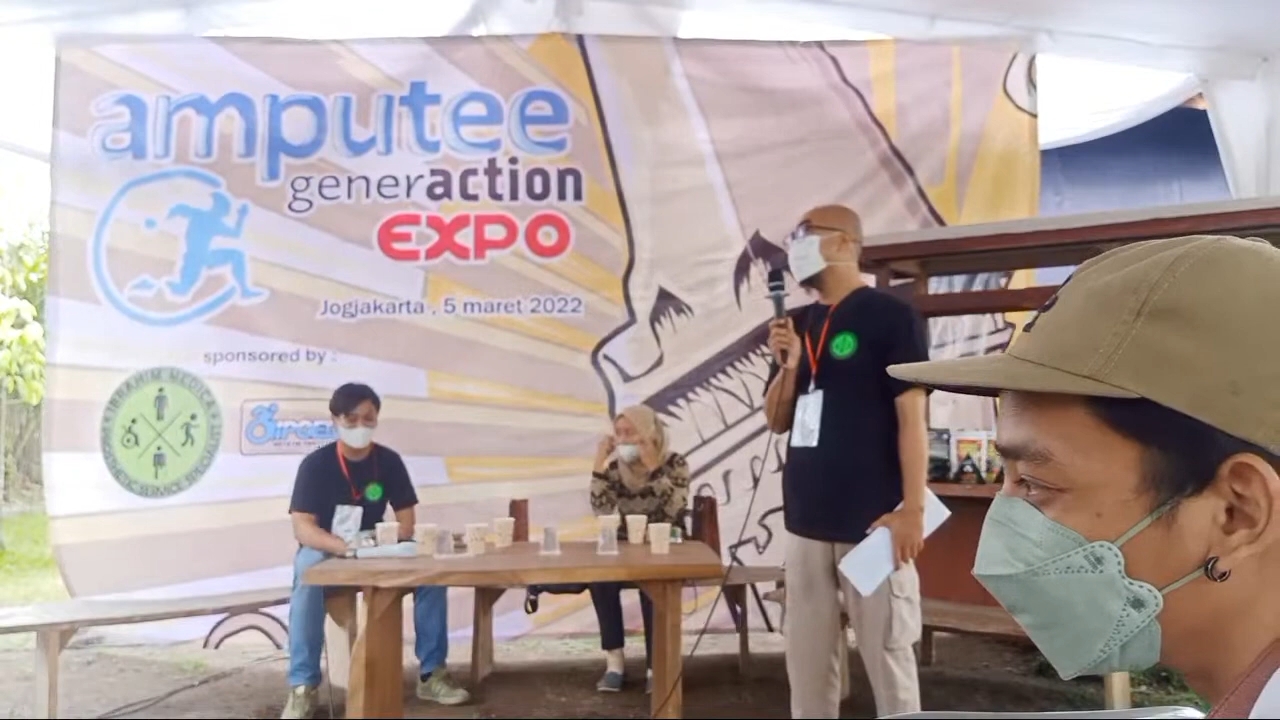 amputee
generaction
EXPO
Jogjakarta , 5 maret 2022
sponsored by :